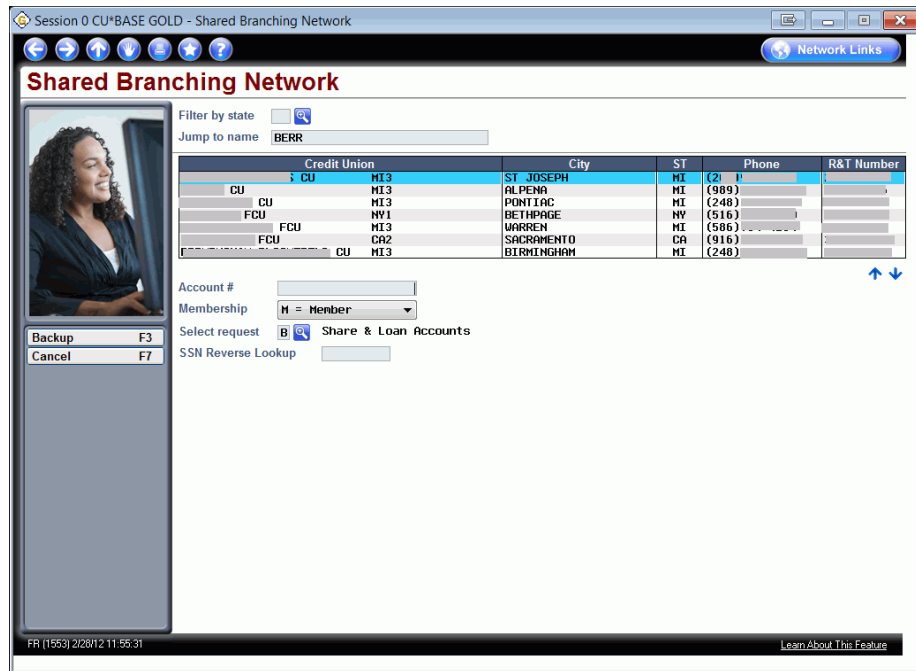 Session 0 CU*BASE GOLD - Shared Branching Network
Network Links
Shared Branching Network
Filter by state
Jump to name BERR
Credit Union City ST Phone R&T Number
CU MI3 ST JOSEPH MI (2
CU MI3 ALPENA MI (989)
CU MI3 PONTIAC MI (248)
FCU NY1 BETHPAGE NY (516)
FCU MI3 WARREN MI (586)
FCU CA2 SACRAMENTO CA (916)
CU MI3 BIRMINGHAM MI (248)
Account #
Membership M = Member
Select request B Share & Loan Accounts
SSN Reverse Lookup
Backup F3
Cancel F7
FR (1553) 2/28/12 11:55:31
Learn About This Feature